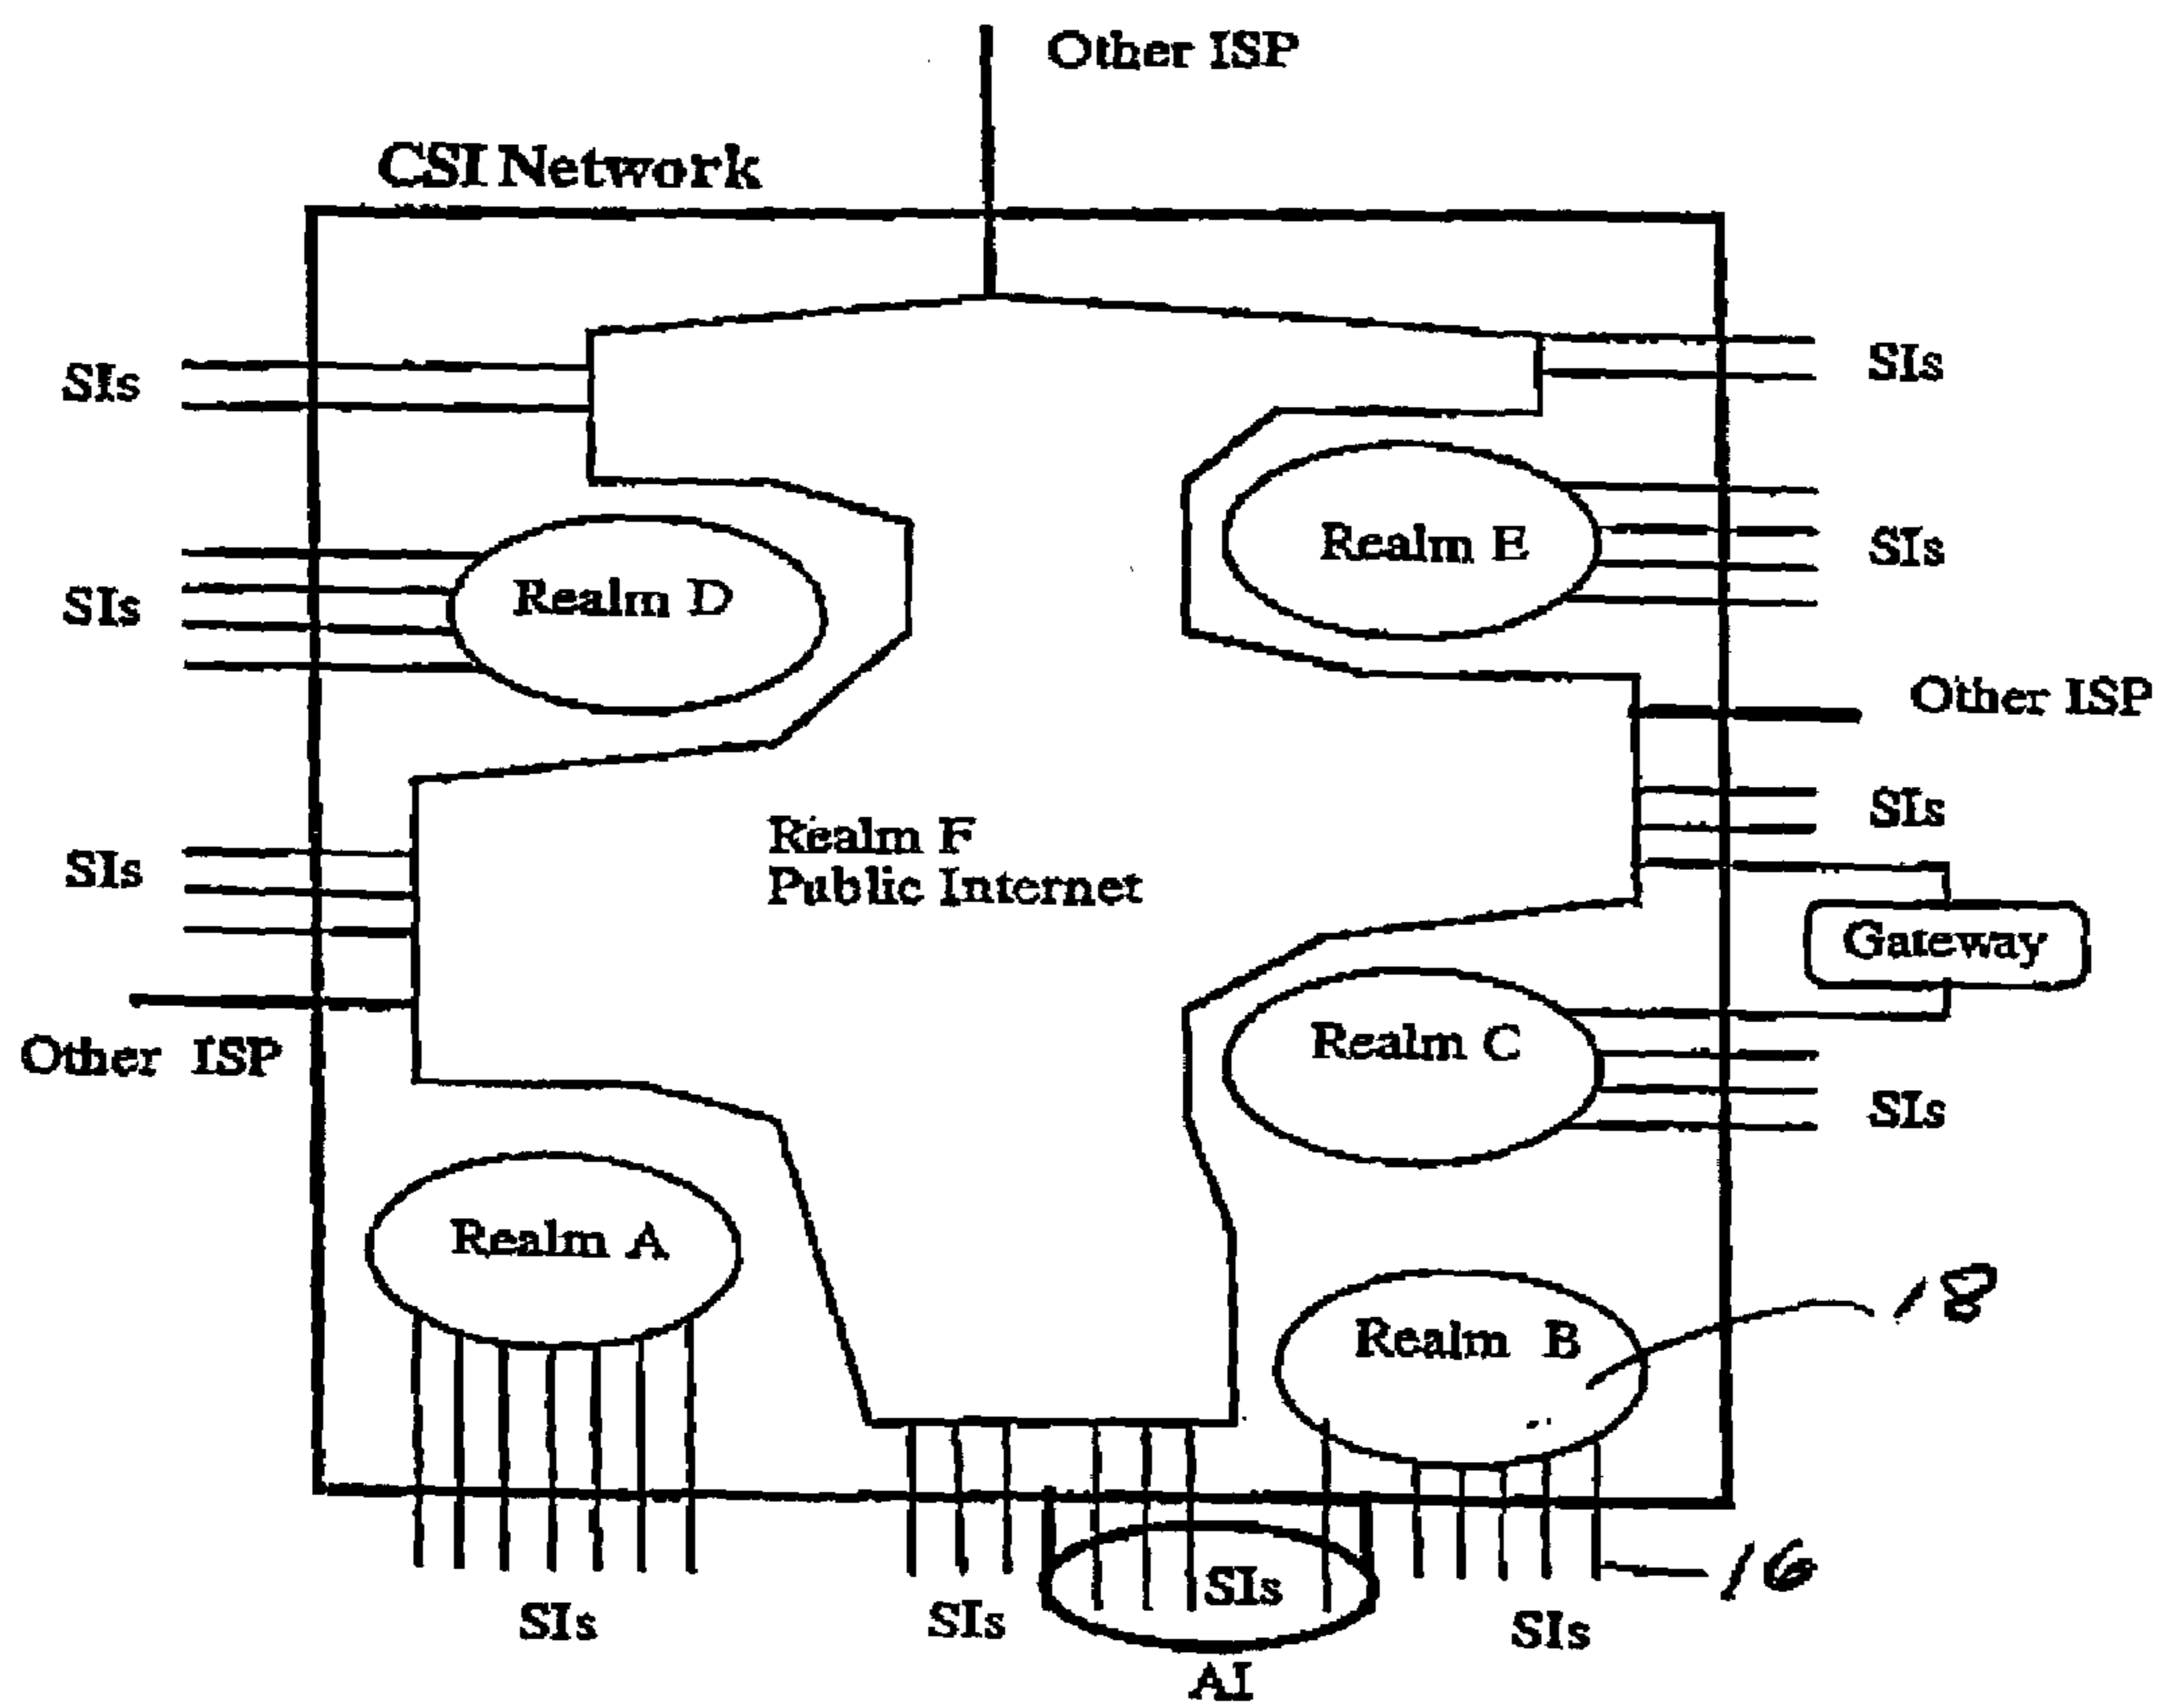 Other ISP
CSI Network
SIs
SIs
Realm E
SIs
Realm D
SIs
Other ISP
SIs
Realm F
Public Internet
SIs
Gateway
Other ISP
Realm C
SIs
Realm A
Realm B
18
SIs
16
SIs
SIs
SIs
AI